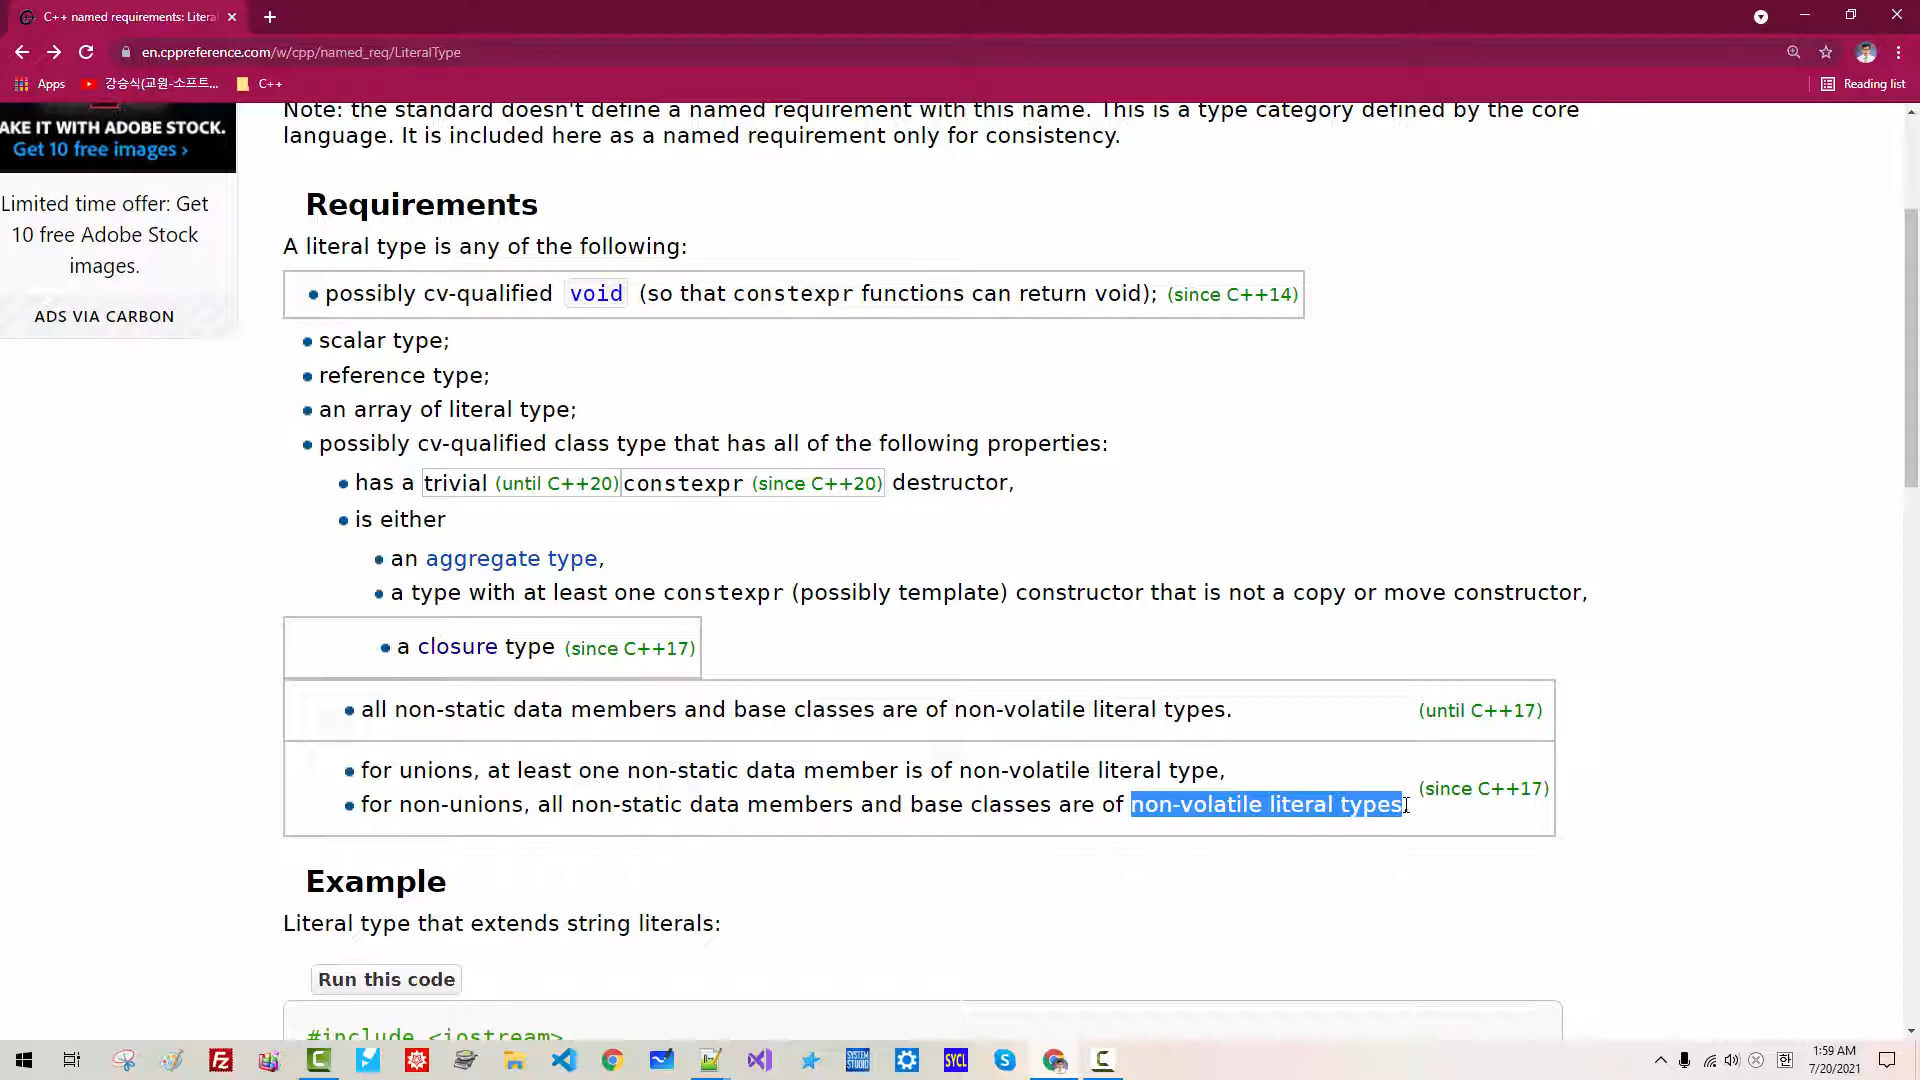 C++ named requirements: Litera
en.cppreference.com/w/cpp/named_req/LiteralType
Apps
강승식(교원-소프트...
C++
Reading list
AKE IT WITH ADOBE STOCK.
Get 10 free images ›
Limited time offer: Get
10 free Adobe Stock
images.
ADS VIA CARBON
Note: the standard doesn't define a named requirement with this name. This is a type category defined by the core
language. It is included here as a named requirement only for consistency.
Requirements
A literal type is any of the following:
possibly cv-qualified void (so that constexpr functions can return void); (since C++14)
scalar type;
reference type;
an array of literal type;
possibly cv-qualified class type that has all of the following properties:
has a trivial (until C++20) constexpr (since C++20) destructor,
is either
an aggregate type,
a type with at least one constexpr (possibly template) constructor that is not a copy or move constructor,
a closure type (since C++17)
all non-static data members and base classes are of non-volatile literal types. (until C++17)
for unions, at least one non-static data member is of non-volatile literal type,
for non-unions, all non-static data members and base classes are of non-volatile literal types. (since C++17)
Example
Literal type that extends string literals:
Run this code
#include <iostream>
SYSTEM STUDIO
SYCL
한
1:59 AM
7/20/2021